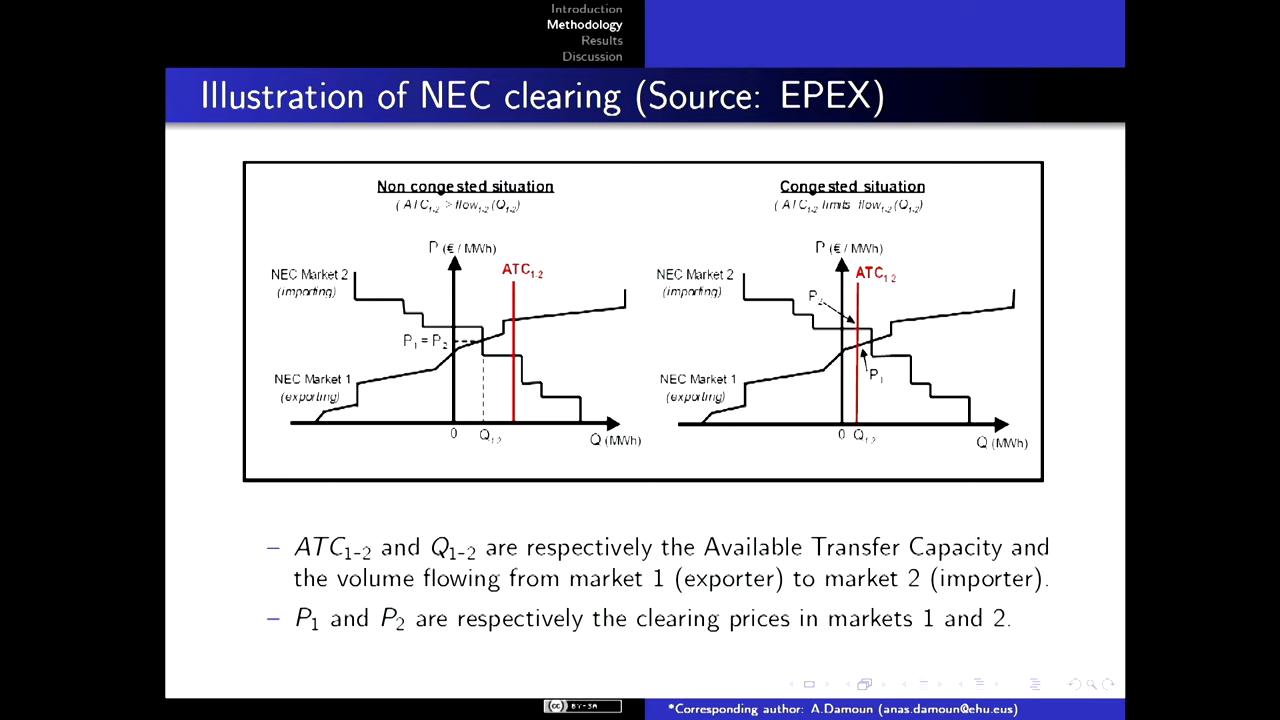 Introduction
Methodology
Results
Discussion
Illustration of NEC clearing (Source: EPEX)
Non congested situation
( ATC1-2 > flow1-2 (Q1-2)
P (€ / MWh)
ATC1-2
NEC Market 2
(importing)
P1 = P2
NEC Market 1
(exporting)
0
Q1-2
Q (MWh)
Congested situation
( ATC1-2 limits flow1-2 (Q1-2)
P (€ / MWh)
ATC1-2
NEC Market 2
(importing)
P2
P1
NEC Market 1
(exporting)
0
Q1-2
Q (MWh)
– ATC1-2 and Q1-2 are respectively the Available Transfer Capacity and
the volume flowing from market 1 (exporter) to market 2 (importer).
– P1 and P2 are respectively the clearing prices in markets 1 and 2.
(cc) BY-SA
*Corresponding author: A.Damoun (anas.damoun@ehu.eus)